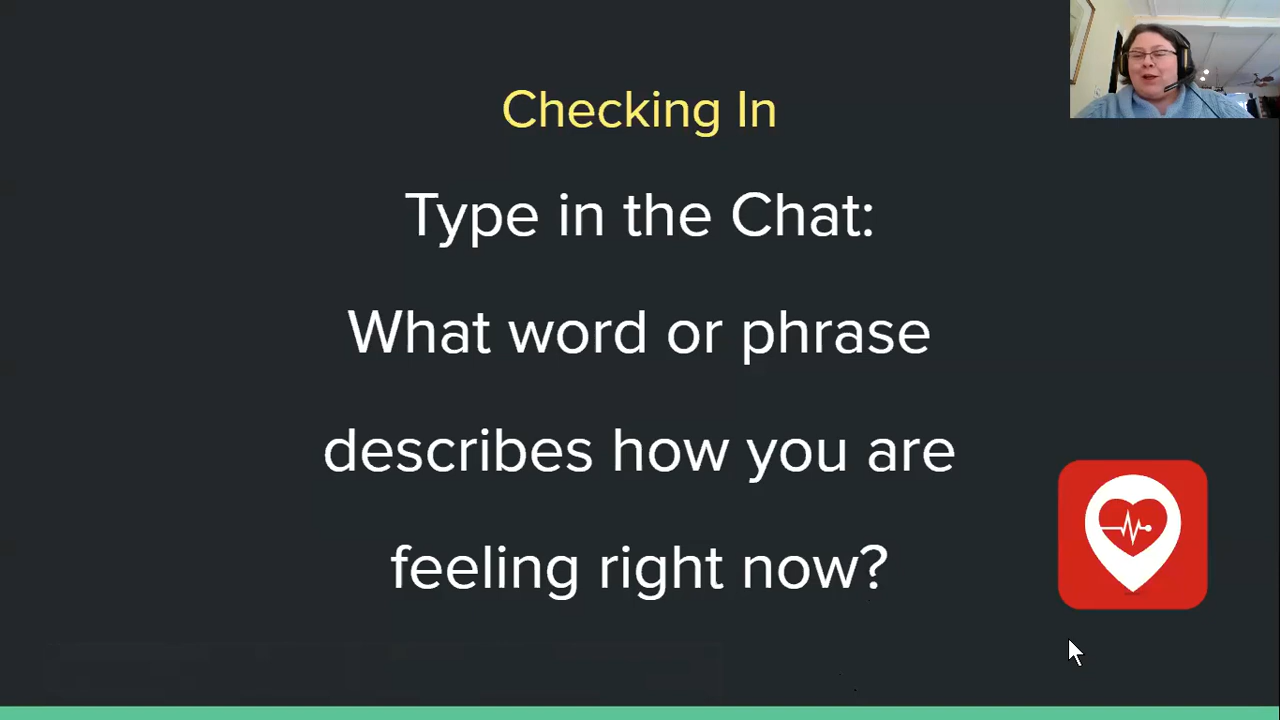 Checking In
Type in the Chat:
What word or phrase
describes how you are
feeling right now?